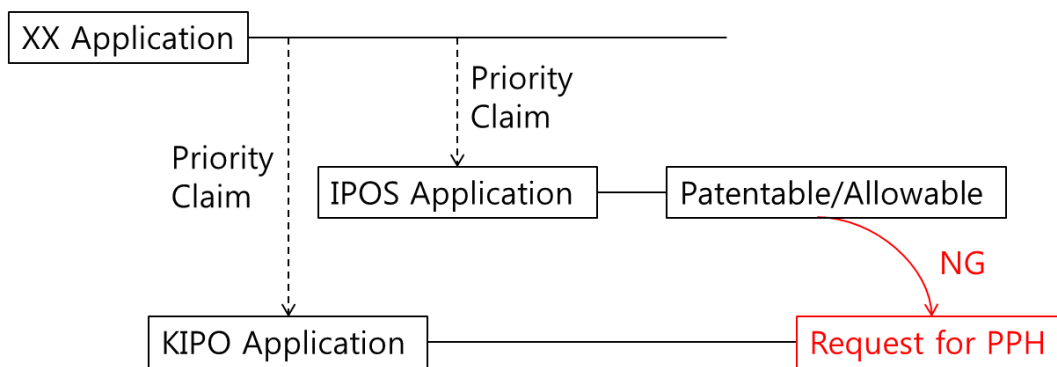 XX Application
Priority
Claim
Priority
Claim
IPOS Application
Patentable/Allowable
NG
KIPO Application
Request for PPH